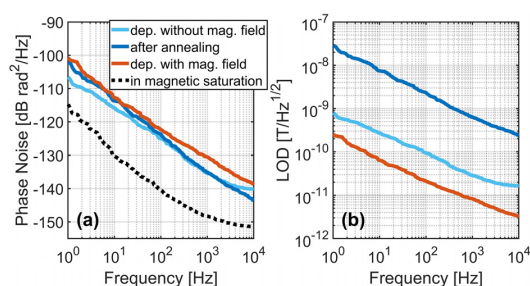 -90
-100
-110
-120
-130
-140
-150
Phase Noise [dB rad²/Hz]
dep. without mag. field
after annealing
dep. with mag. field
in magnetic saturation
(a)
10⁰ 10¹ 10² 10³ 10⁴
Frequency [Hz]
10⁻⁷
10⁻⁸
10⁻⁹
10⁻¹⁰
10⁻¹¹
10⁻¹²
LOD [T/Hz¹/²]
(b)
10⁰ 10¹ 10² 10³ 10⁴
Frequency [Hz]